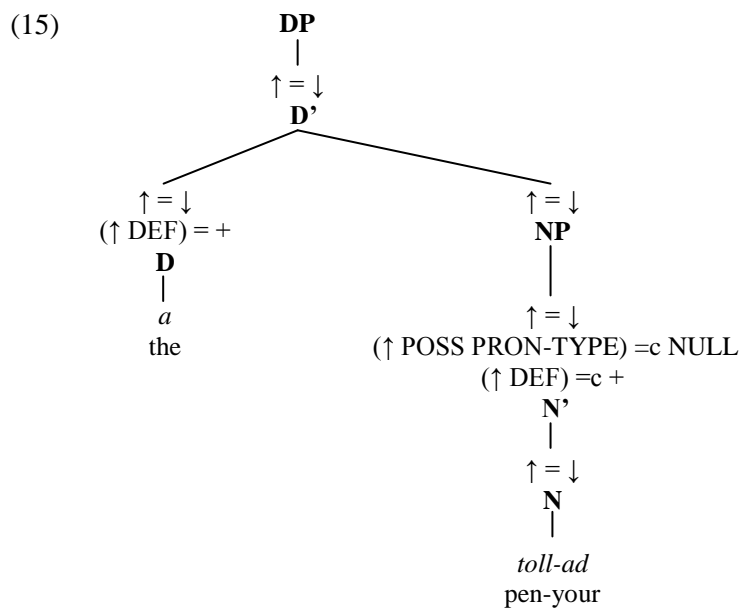 (15) DP
↑ = ↓
D’
↑ = ↓ ↑ = ↓
(↑ DEF) = + NP
D
a ↑ = ↓
the (↑ POSS PRON-TYPE) =c NULL
(↑ DEF) =c +
N’
↑ = ↓
N
toll-ad
pen-your